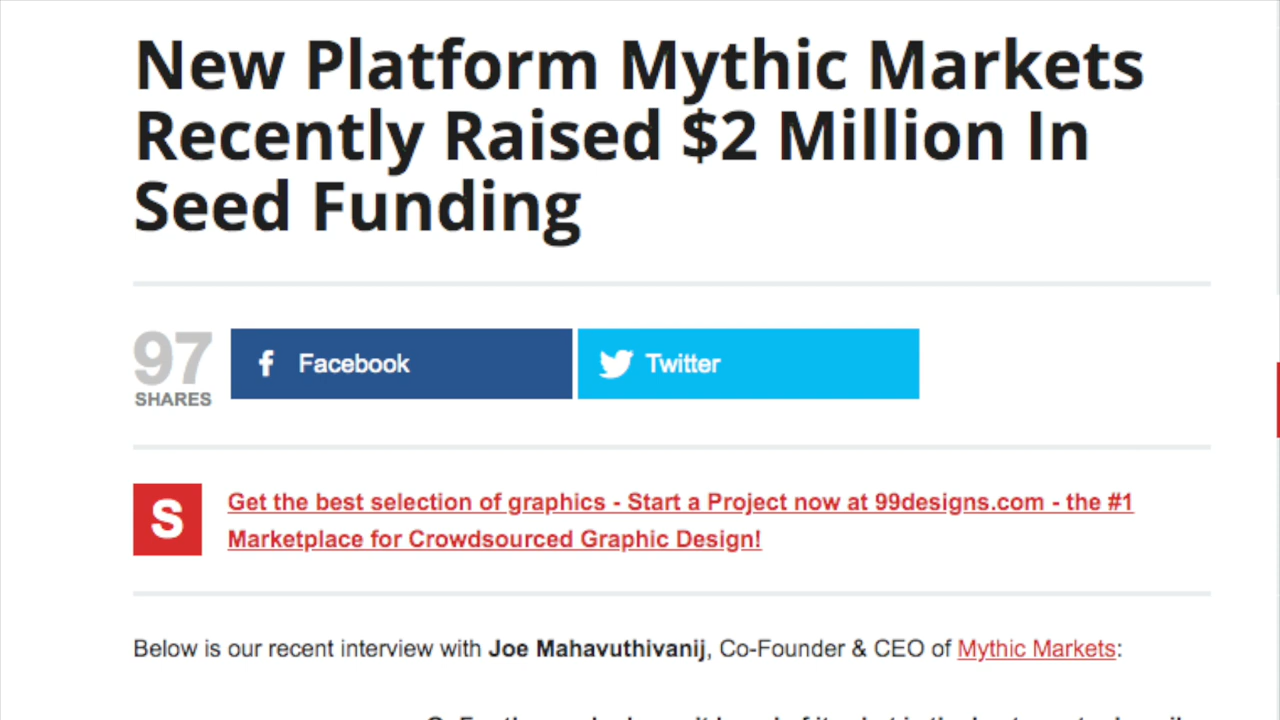 New Platform Mythic Markets
Recently Raised $2 Million In
Seed Funding
97
SHARES
Facebook
Twitter
S
Get the best selection of graphics - Start a Project now at 99designs.com - the #1
Marketplace for Crowdsourced Graphic Design!
Below is our recent interview with Joe Mahavuthivanij, Co-Founder & CEO of Mythic Markets: